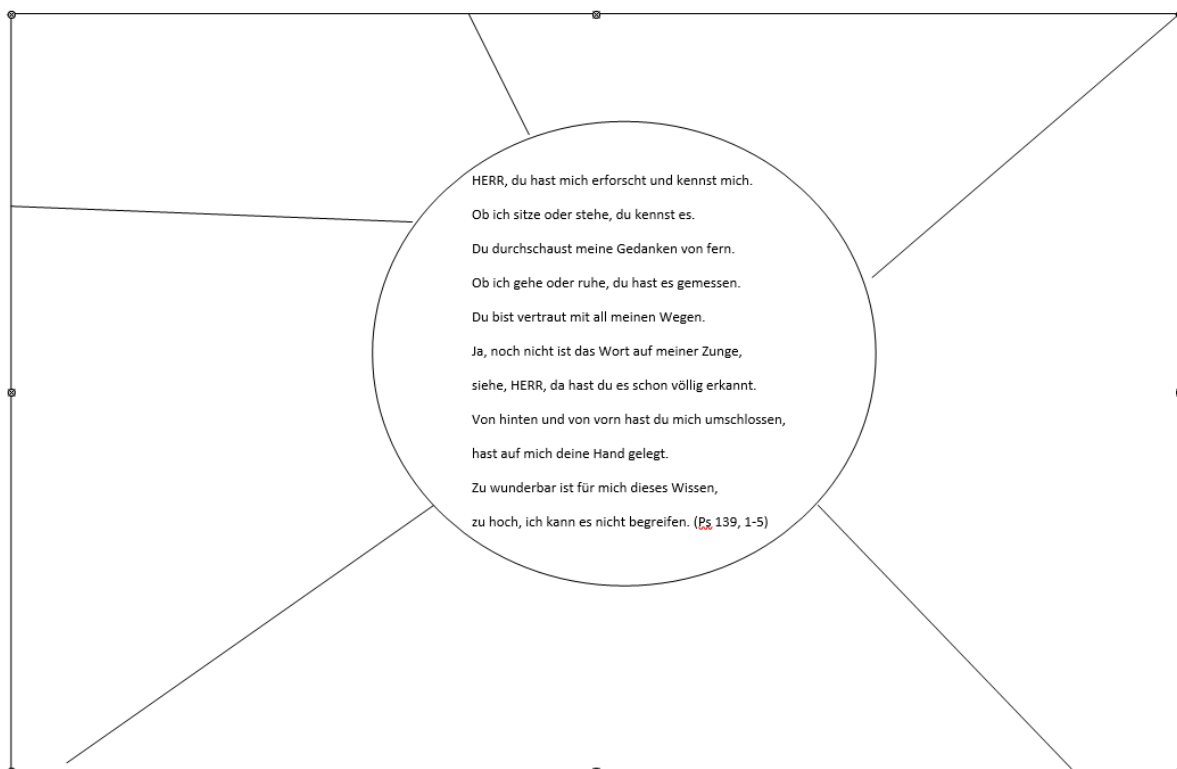 HERR, du hast mich erforscht und kennst mich.
Ob ich sitze oder stehe, du kennst es.
Du durchschaust meine Gedanken von fern.
Ob ich gehe oder ruhe, du hast es gemessen.
Du bist vertraut mit all meinen Wegen.
Ja, noch nicht ist das Wort auf meiner Zunge,
siehe, HERR, da hast du es schon völlig erkannt.
Von hinten und von vorn hast du mich umschlossen,
hast auf mich deine Hand gelegt.
Zu wunderbar ist für mich dieses Wissen,
zu hoch, ich kann es nicht begreifen. (Ps 139, 1-5)